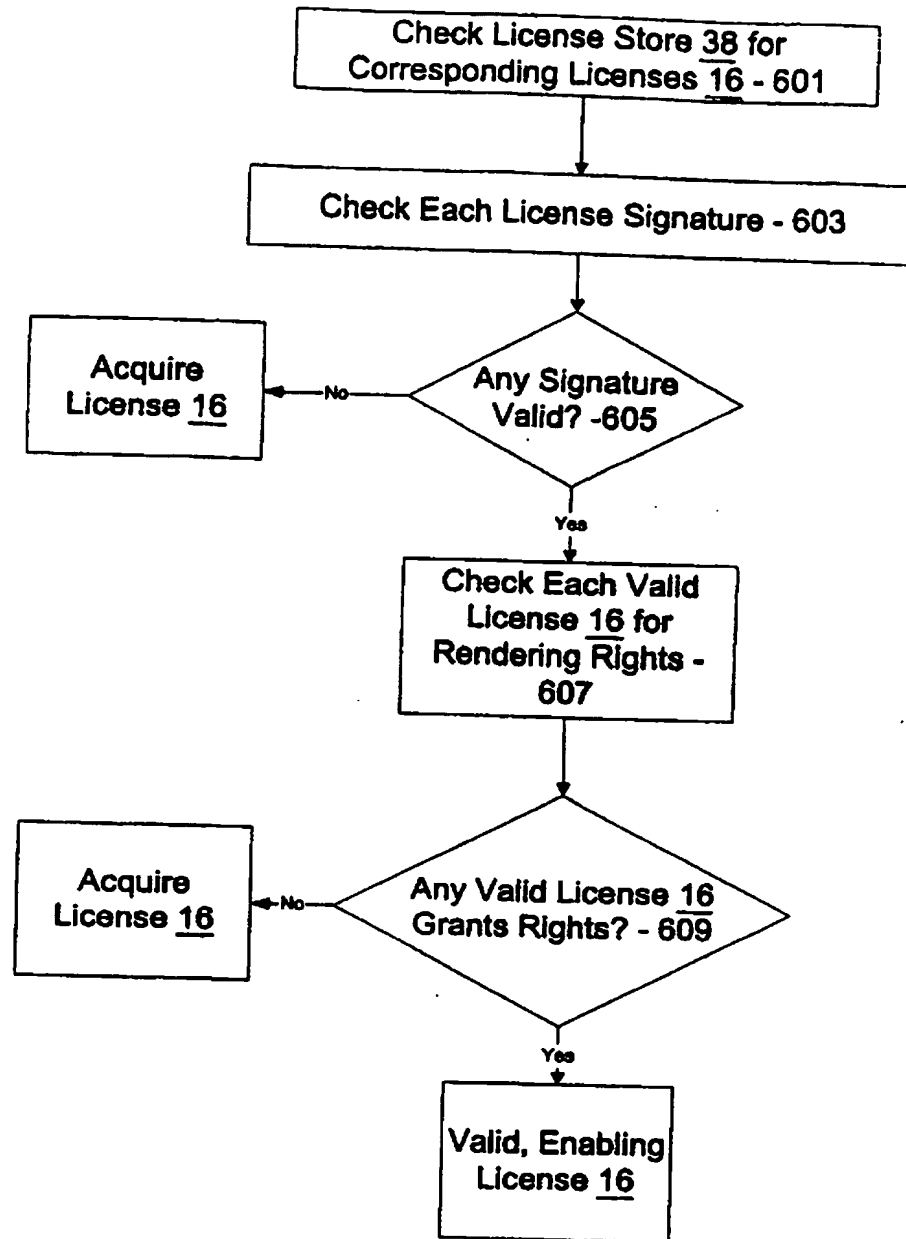 Check License Store 38 for
Corresponding Licenses 16 - 601
Check Each License Signature - 603
Acquire
License 16
No
Any Signature
Valid? -605
Yes
Check Each Valid
License 16 for
Rendering Rights -
607
Acquire
License 16
No
Any Valid License 16
Grants Rights? - 609
Yes
Valid, Enabling
License 16